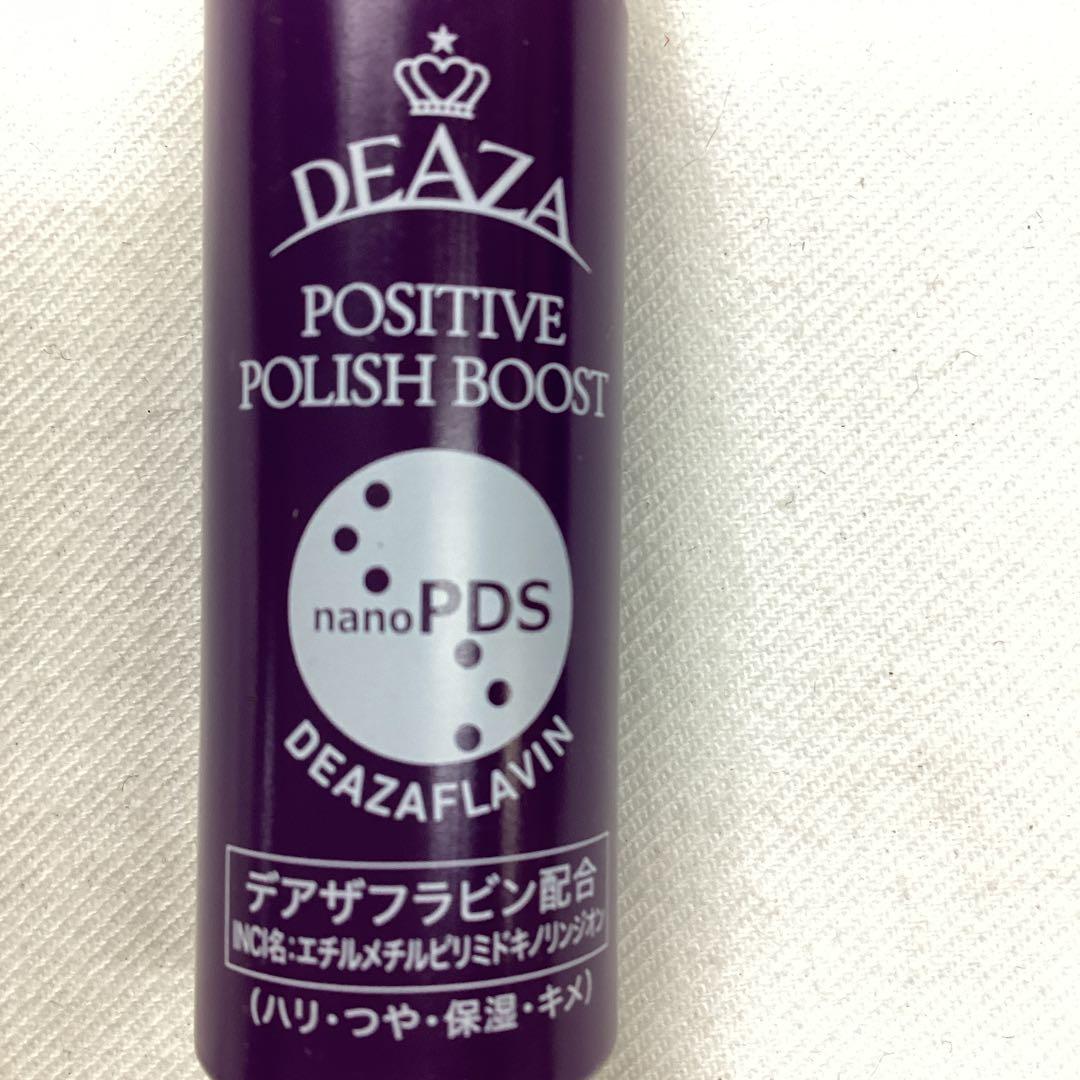 DEAZA
POSITIVE
POLISH BOOST
nanoPDS
DEAZAFLAVIN
デアザフラビン配合
INCI名:エチルメチルピリミドキノリンジオン
(ハリ・つや・保湿・キメ)